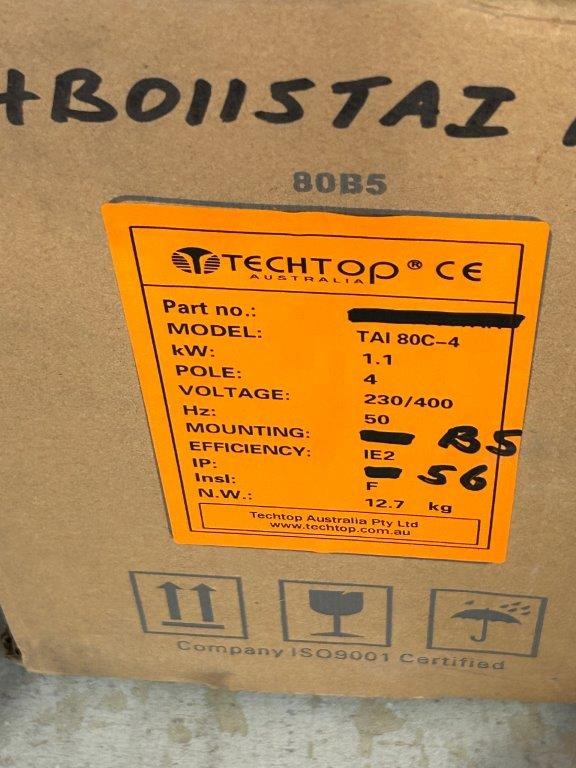 HB0115TAI
80B5
TECHTOP® CE
AUSTRALIA
Part no.:
MODEL: TAI 80C-4
kW: 1.1
POLE: 4
VOLTAGE: 230/400
Hz: 50
MOUNTING: B5
EFFICIENCY: IE2
IP: 56
Insl: F
N.W.: 12.7 kg
Techtop Australia Pty Ltd
www.techtop.com.au
Company ISO9001 Certified